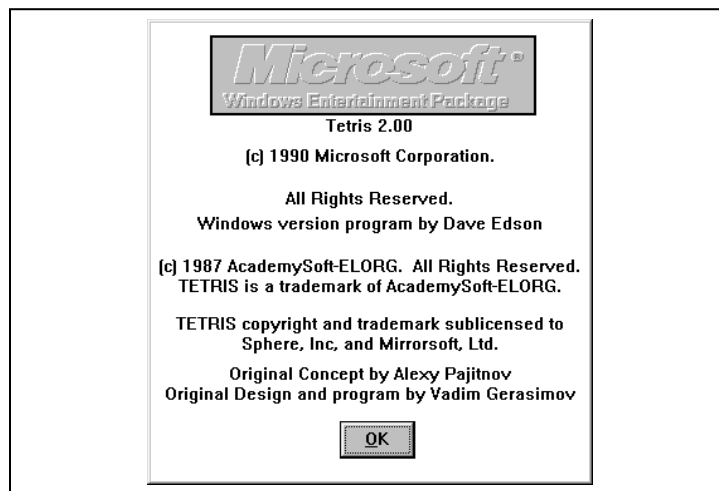 Microsoft®
Windows Entertainment Package
Tetris 2.00
(c) 1990 Microsoft Corporation.
All Rights Reserved.
Windows version program by Dave Edson
(c) 1987 AcademySoft-ELORG.  All Rights Reserved.
TETRIS is a trademark of AcademySoft-ELORG.
TETRIS copyright and trademark sublicensed to
Sphere, Inc, and Mirrorsoft, Ltd.
Original Concept by Alexy Pajitnov
Original Design and program by Vadim Gerasimov
OK